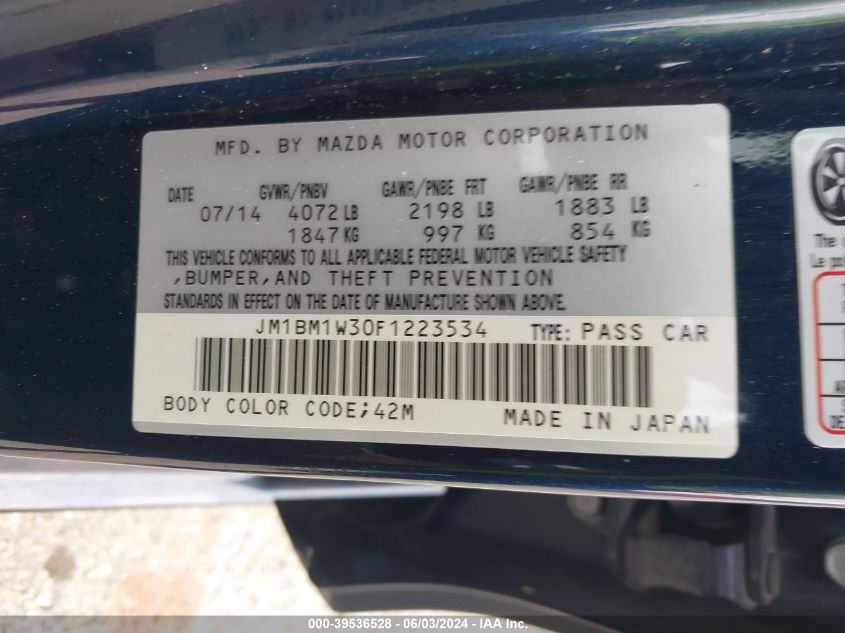 MFD. BY MAZDA MOTOR CORPORATION
DATE GVWR/PNBV GAWR/PNBE FRT GAWR/PNBE RR
07/14 4072 LB 2198 LB 1883 LB
1847 KG 997 KG 854 KG
THIS VEHICLE CONFORMS TO ALL APPLICABLE FEDERAL MOTOR VEHICLE SAFETY
,BUMPER,AND THEFT PREVENTION
STANDARDS IN EFFECT ON THE DATE OF MANUFACTURE SHOWN ABOVE.
JM1BM1W30F1223534 TYPE: PASS CAR
BODY COLOR CODE;42M MADE IN JAPAN
The
Le
000-39536528 - 06/03/2024 - IAA Inc.